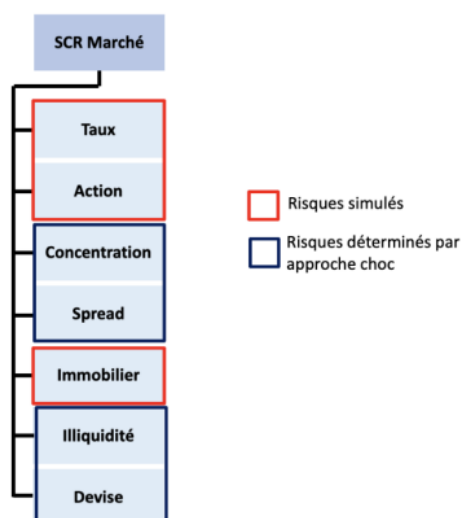 SCR Marché
Taux
Action
Concentration
Spread
Immobilier
Illiquidité
Devise
Risques simulés
Risques déterminés par
approche choc